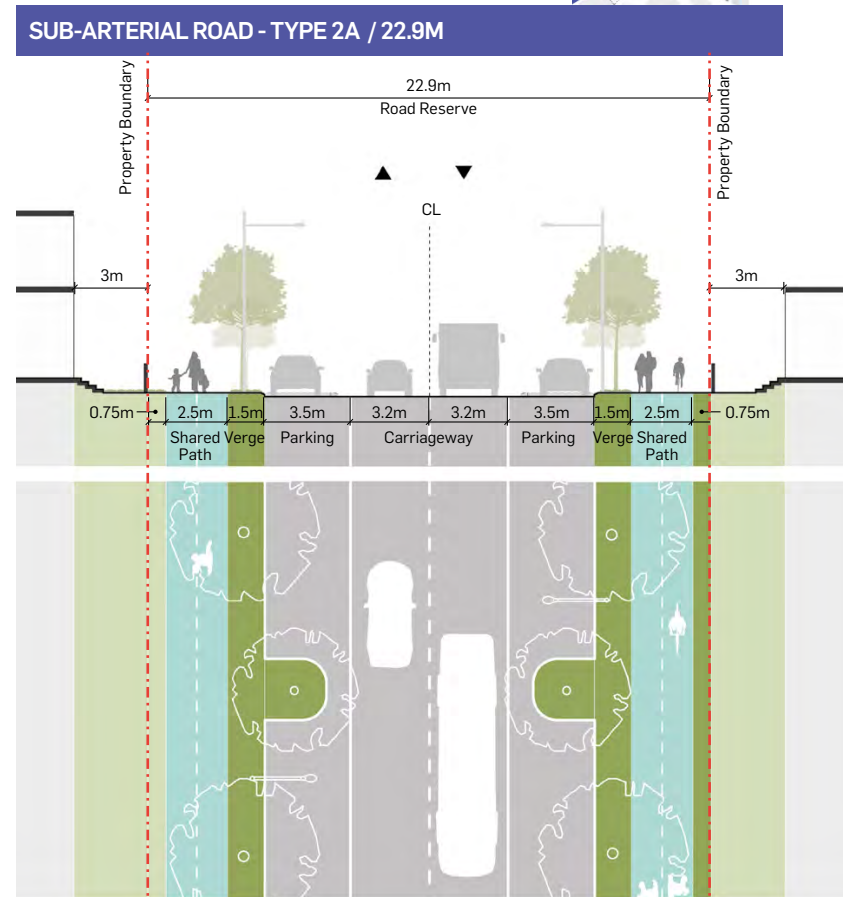 SUB-ARTERIAL ROAD - TYPE 2A / 22.9M
Property Boundary
22.9m
Road Reserve
Property Boundary
CL
3m
3m
0.75m
2.5m
1.5m
3.5m
3.2m
3.2m
3.5m
1.5m
2.5m
0.75m
Shared Path
Verge
Parking
Carriageway
Parking
Verge
Shared Path